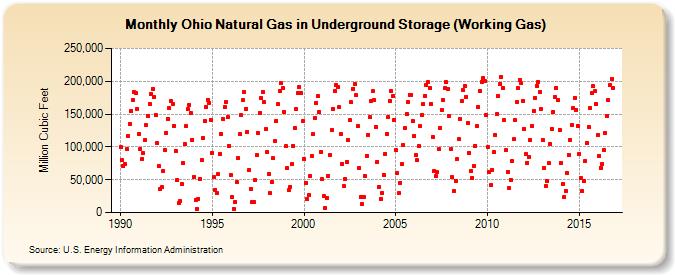 Monthly Ohio Natural Gas in Underground Storage (Working Gas)
Million Cubic Feet
250,000
200,000
150,000
100,000
50,000
0
1990 1995 2000 2005 2010 2015
Source: U.S. Energy Information Administration